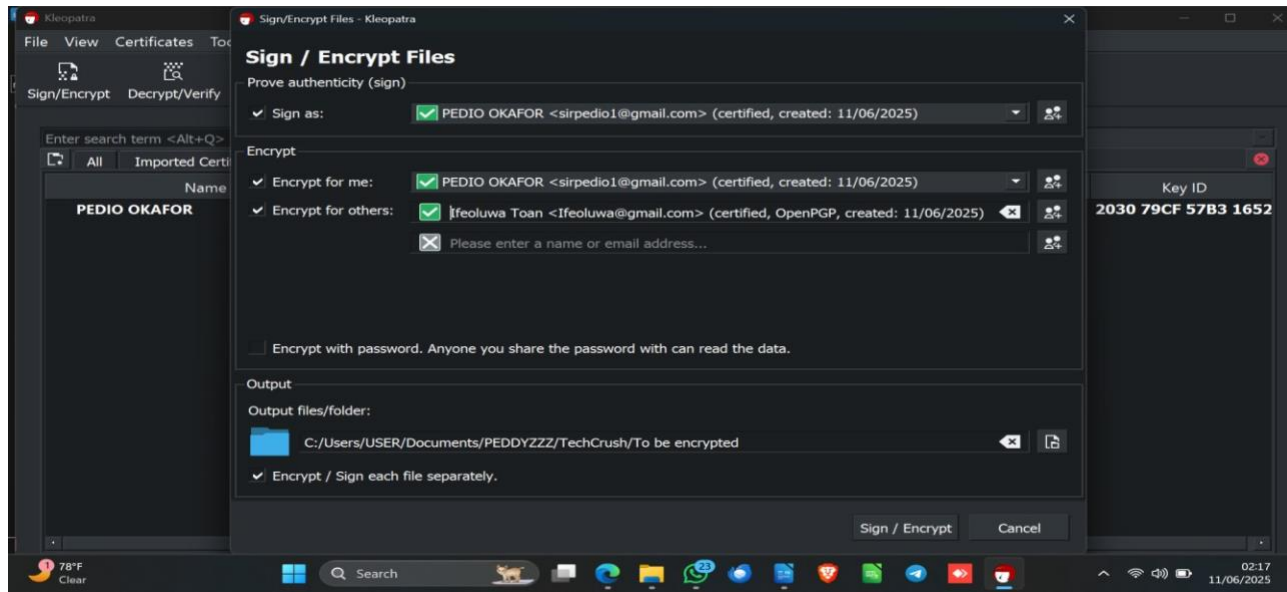 Kleopatra
File View Certificates Too
Sign/Encrypt Decrypt/Verify
Enter search term <Alt+Q>
All Imported Certi
Name
PEDIO OKAFOR
Key ID
2030 79CF 57B3 1652
Sign/Encrypt Files - Kleopatra
Sign / Encrypt Files
Prove authenticity (sign)
Sign as: PEDIO OKAFOR <sirpedio1@gmail.com> (certified, created: 11/06/2025)
Encrypt
Encrypt for me: PEDIO OKAFOR <sirpedio1@gmail.com> (certified, created: 11/06/2025)
Encrypt for others: Ifeoluwa Toan <Ifeoluwa@gmail.com> (certified, OpenPGP, created: 11/06/2025)
Please enter a name or email address...
Encrypt with password. Anyone you share the password with can read the data.
Output
Output files/folder:
C:/Users/USER/Documents/PEDDYZZZ/TechCrush/To be encrypted
Encrypt / Sign each file separately.
Sign / Encrypt Cancel
1
78°F
Clear
Search
23
02:17
11/06/2025